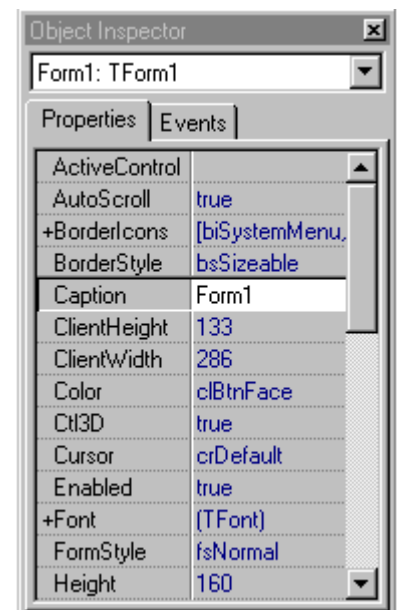 Object Inspector
Form1: TForm1
Properties Events
ActiveControl
AutoScroll true
+BorderIcons [biSystemMenu,
BorderStyle bsSizeable
Caption Form1
ClientHeight 133
ClientWidth 286
Color clBtnFace
Ctl3D true
Cursor crDefault
Enabled true
+Font (TFont)
FormStyle fsNormal
Height 160